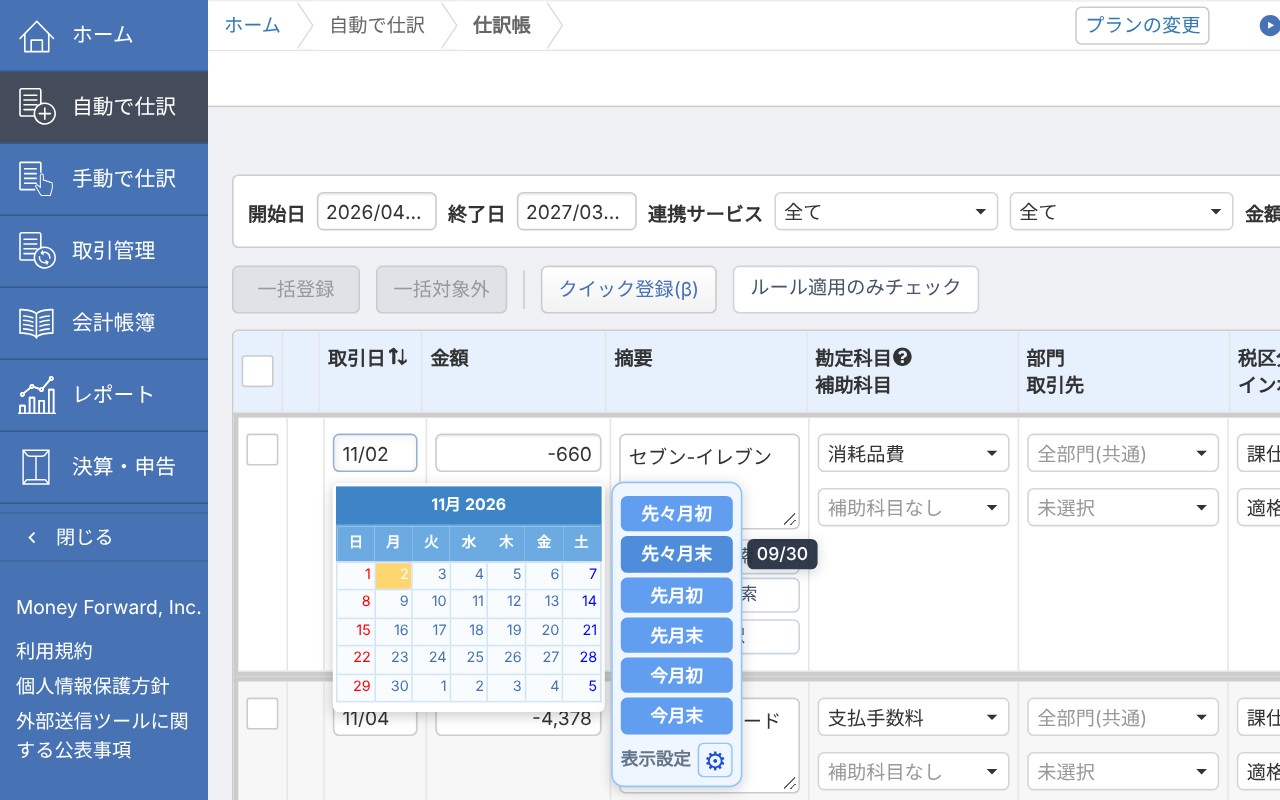 ホーム
自動で仕訳
手動で仕訳
取引管理
会計帳簿
レポート
決算・申告
閉じる
Money Forward, Inc.
利用規約
個人情報保護方針
外部送信ツールに関
する公表事項
ホーム 自動で仕訳 仕訳帳 プランの変更
開始日 2026/04... 終了日 2027/03... 連携サービス 全て 全て 金額
一括登録 一括対象外 クイック登録(β) ルール適用のみチェック
取引日 金額 摘要 勘定科目 部門 税区分
補助科目 取引先 イン
11/02 -660 セブン-イレブン 消耗品費 全部門(共通) 課仕
補助科目なし 未選択 適格
11月 2026
日 月 火 水 木 金 土
1 2 3 4 5 6 7
8 9 10 11 12 13 14
15 16 17 18 19 20 21
22 23 24 25 26 27 28
29 30 1 2 3 4 5
先々月初
先々月末 09/30
先月初 索
先月末
今月初
今月末
表示設定
11/04 -4,378 ード 支払手数料 全部門(共通) 課仕
補助科目なし 未選択 適格